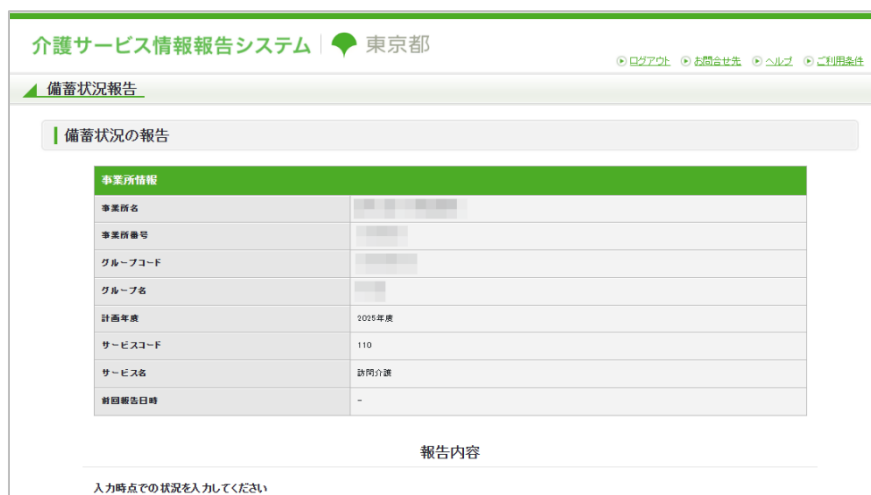 介護サービス情報報告システム 東京都
ログアウト お問合せ先 ヘルプ ご利用条件
備蓄状況報告
備蓄状況の報告
事業所情報
事業所名
事業所番号
グループコード
グループ名
計画年度 2025年度
サービスコード 110
サービス名 訪問介護
前回報告日時 -
報告内容
入力時点での状況を入力してください